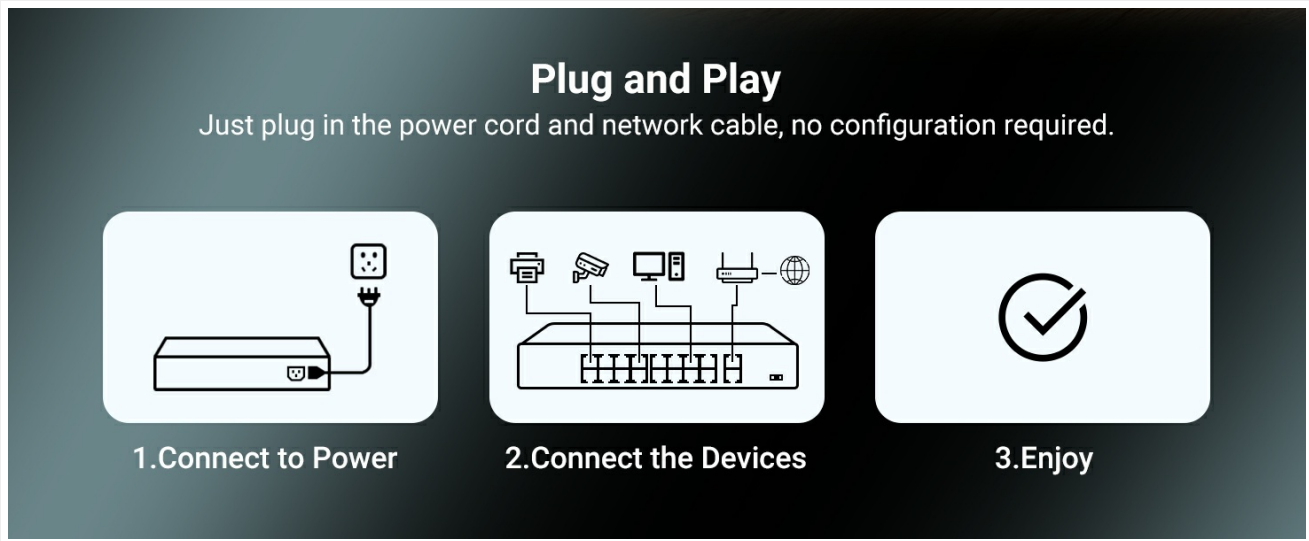 Plug and Play
Just plug in the power cord and network cable, no configuration required.
1.Connect to Power
2.Connect the Devices
3.Enjoy